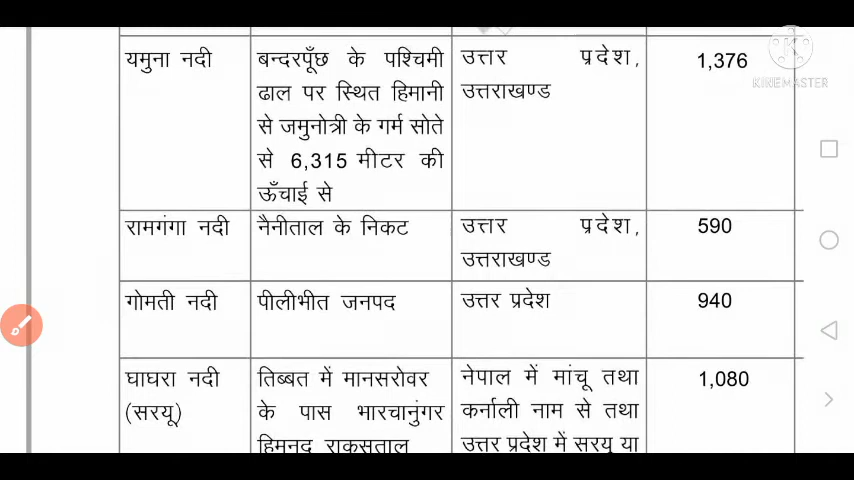 यमुना नदी
बन्दरपूँछ के पश्चिमी
ढाल पर स्थित हिमानी
से जमुनोत्री के गर्म सोते
से 6,315 मीटर की
ऊँचाई से
उत्तर प्रदेश,
उत्तराखण्ड
1,376
रामगंगा नदी
नैनीताल के निकट
उत्तर प्रदेश,
उत्तराखण्ड
590
गोमती नदी
पीलीभीत जनपद
उत्तर प्रदेश
940
घाघरा नदी
(सरयू)
तिब्बत में मानसरोवर
के पास भारचानुंगर
हिमनद राकसताल
नेपाल में मांचू तथा
कर्नाली नाम से तथा
उत्तर प्रदेश में सरयू या
1,080
K
KINEMASTER